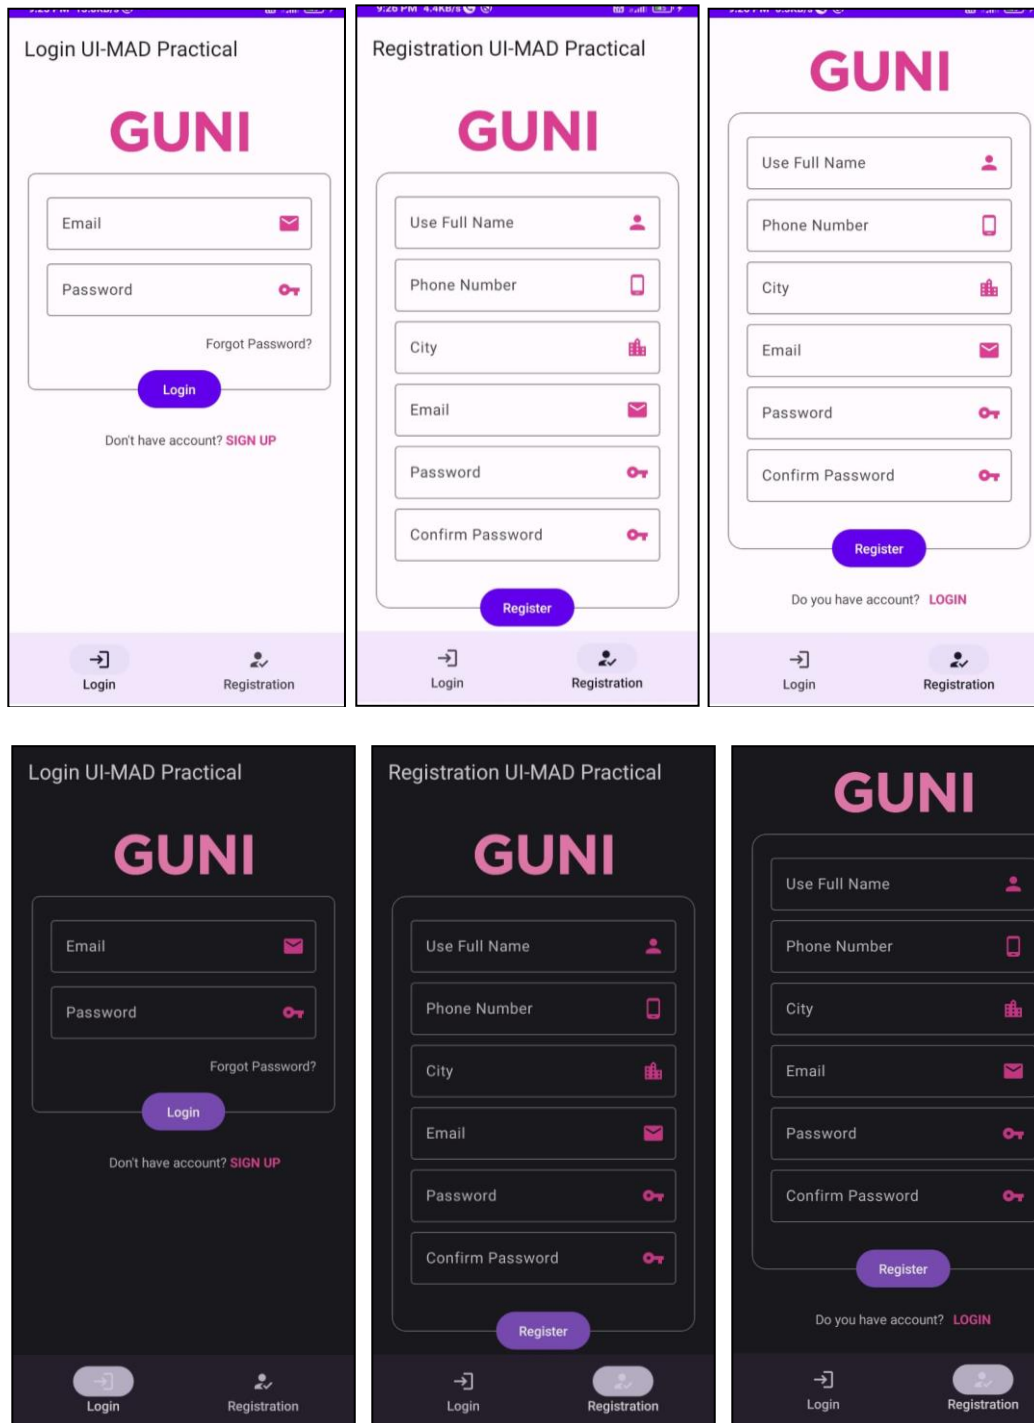 9:26 PM 4.4KB/s
Login UI-MAD Practical
GUNI
Email
Password
Forgot Password?
Login
Don't have account? SIGN UP
Login
Registration
Registration UI-MAD Practical
GUNI
Use Full Name
Phone Number
City
Email
Password
Confirm Password
Register
Login
Registration
GUNI
Use Full Name
Phone Number
City
Email
Password
Confirm Password
Register
Do you have account? LOGIN
Login
Registration
Login UI-MAD Practical
GUNI
Email
Password
Forgot Password?
Login
Don't have account? SIGN UP
Login
Registration
Registration UI-MAD Practical
GUNI
Use Full Name
Phone Number
City
Email
Password
Confirm Password
Register
Login
Registration
GUNI
Use Full Name
Phone Number
City
Email
Password
Confirm Password
Register
Do you have account? LOGIN
Login
Registration